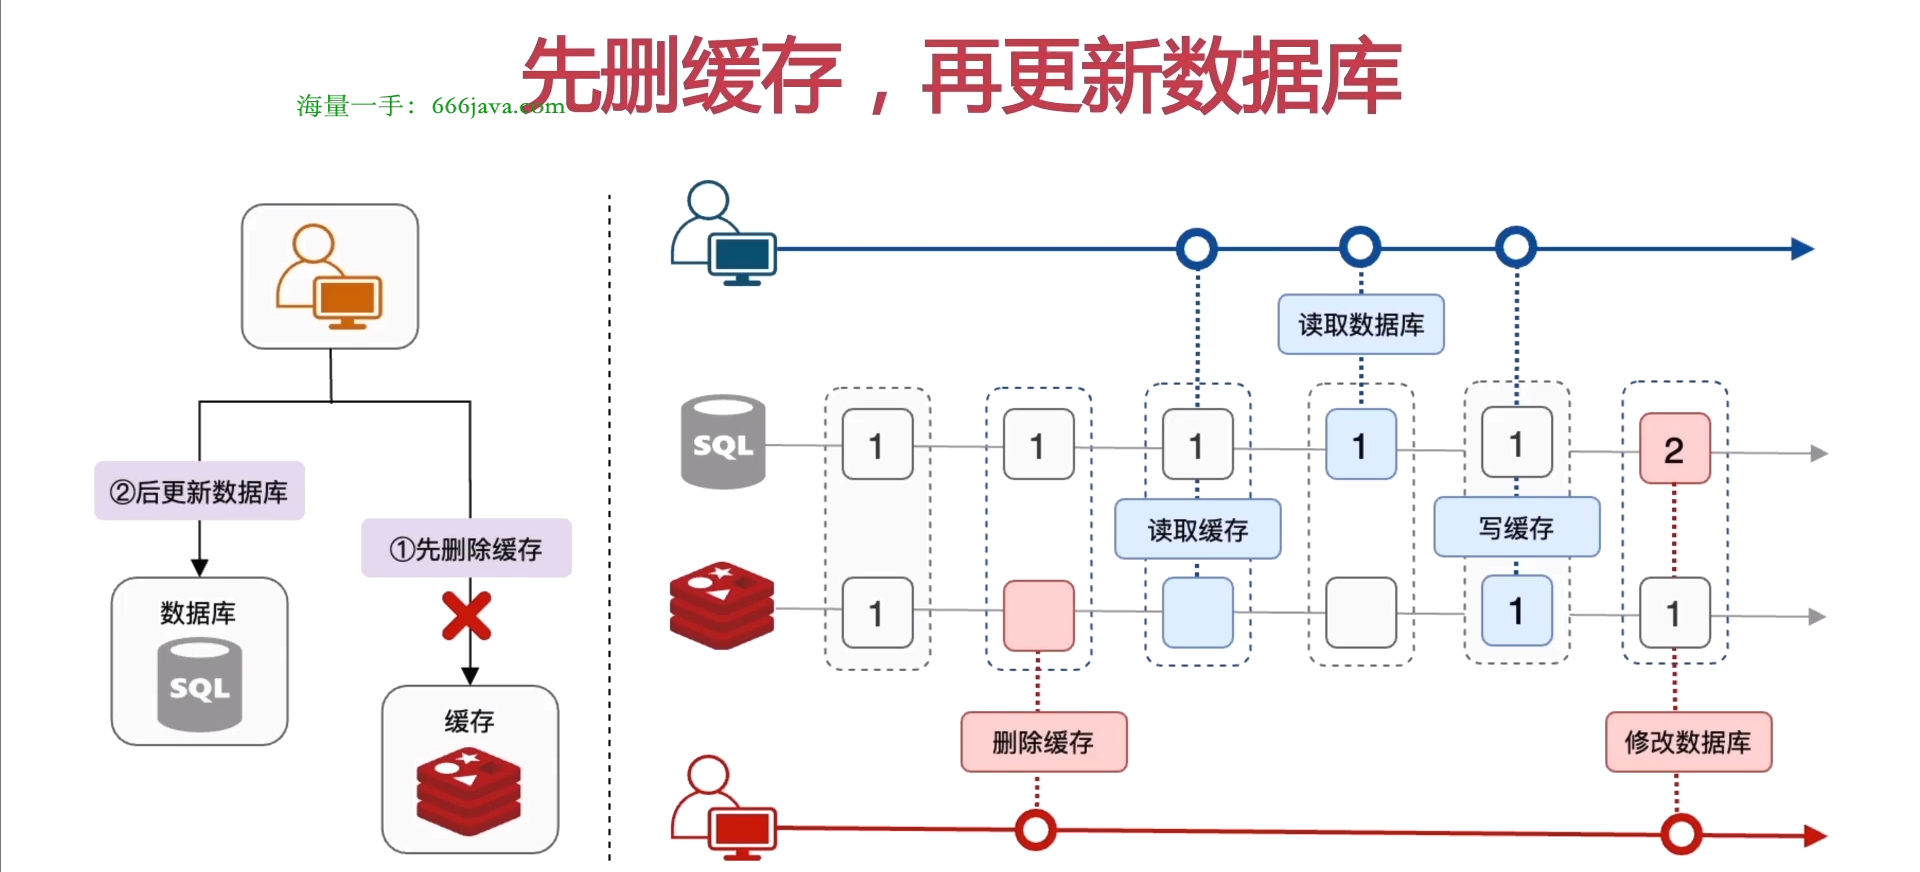 先删缓存，再更新数据库
海量一手：666java.com
读取数据库
SQL
1
1
1
1
1
2
②后更新数据库
①先删除缓存
读取缓存
写缓存
数据库
SQL
1
1
1
缓存
删除缓存
修改数据库